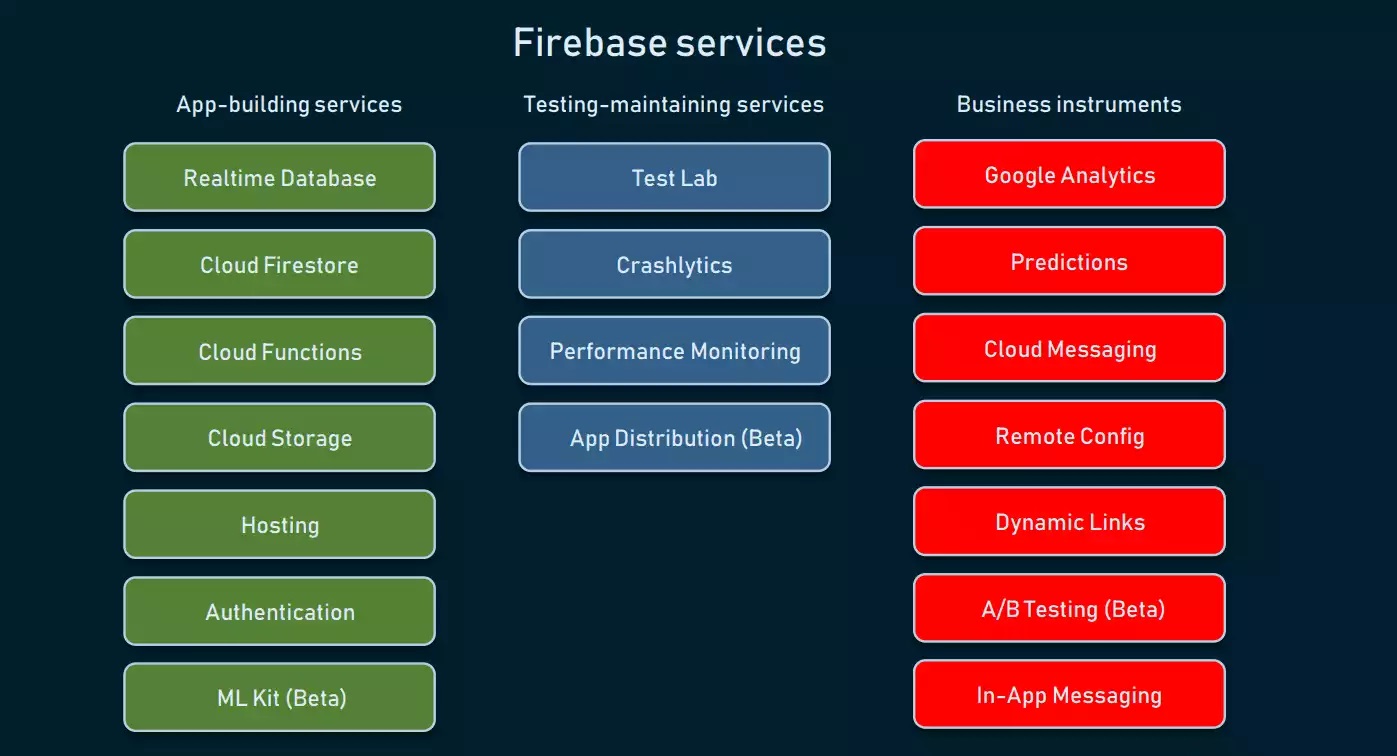 Firebase services
App-building services
Realtime Database
Cloud Firestore
Cloud Functions
Cloud Storage
Hosting
Authentication
ML Kit (Beta)
Testing-maintaining services
Test Lab
Crashlytics
Performance Monitoring
App Distribution (Beta)
Business instruments
Google Analytics
Predictions
Cloud Messaging
Remote Config
Dynamic Links
A/B Testing (Beta)
In-App Messaging